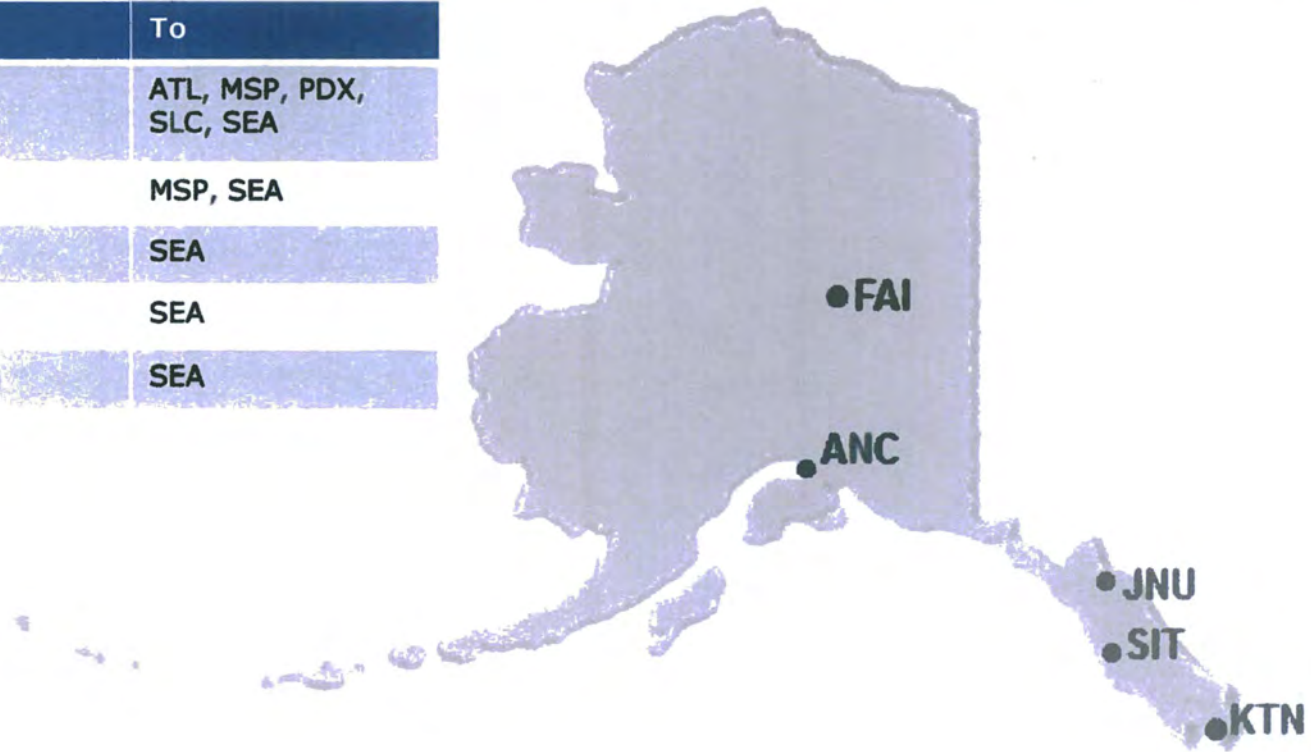 To
ATL, MSP, PDX,
SLC, SEA
MSP, SEA
SEA
SEA
SEA
FAI
ANC
JNU
SIT
KTN